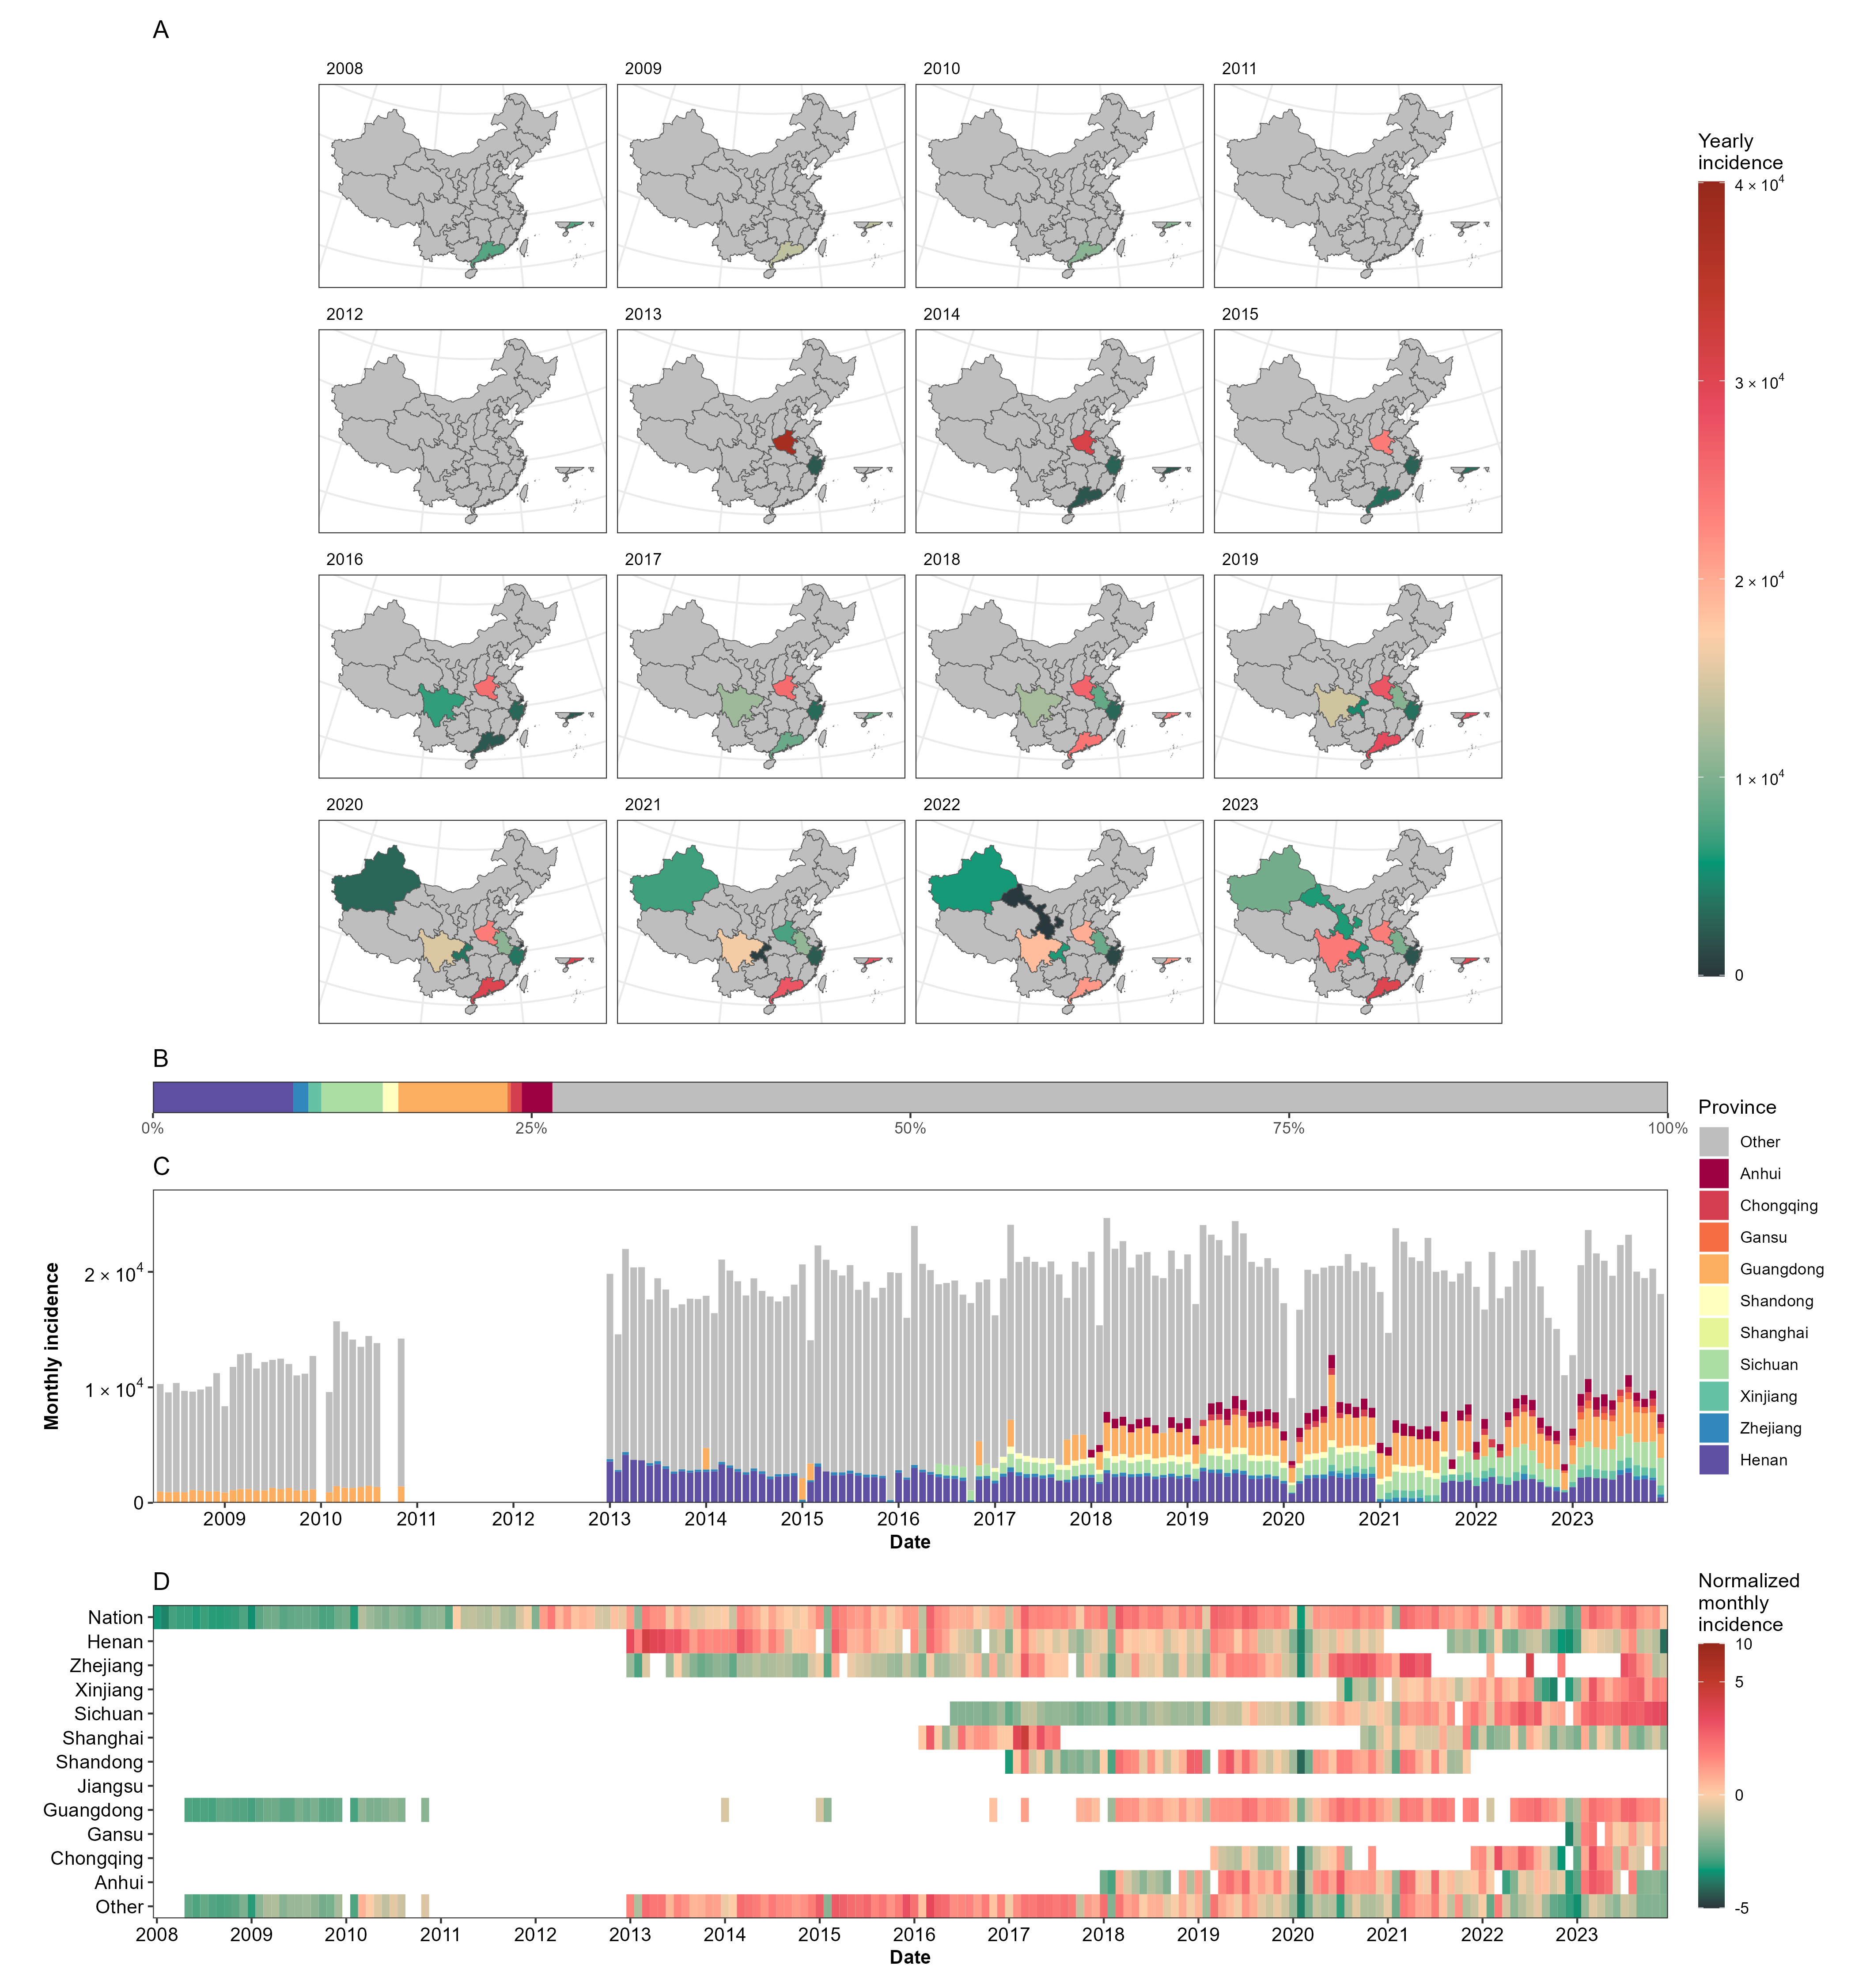 A
2008
2009
2010
2011
2012
2013
2014
2015
2016
2017
2018
2019
2020
2021
2022
2023
Yearly
incidence
4 × 10⁴
3 × 10⁴
2 × 10⁴
1 × 10⁴
0
B
0%
25%
50%
75%
100%
Province
Other
Anhui
Chongqing
Gansu
Guangdong
Shandong
Shanghai
Sichuan
Xinjiang
Zhejiang
Henan
C
Monthly incidence
2 × 10⁴
1 × 10⁴
0
2009
2010
2011
2012
2013
2014
2015
2016
2017
2018
2019
2020
2021
2022
2023
Date
D
Nation
Henan
Zhejiang
Xinjiang
Sichuan
Shanghai
Shandong
Jiangsu
Guangdong
Gansu
Chongqing
Anhui
Other
2008
2009
2010
2011
2012
2013
2014
2015
2016
2017
2018
2019
2020
2021
2022
2023
Date
Normalized
monthly
incidence
10
5
0
-5